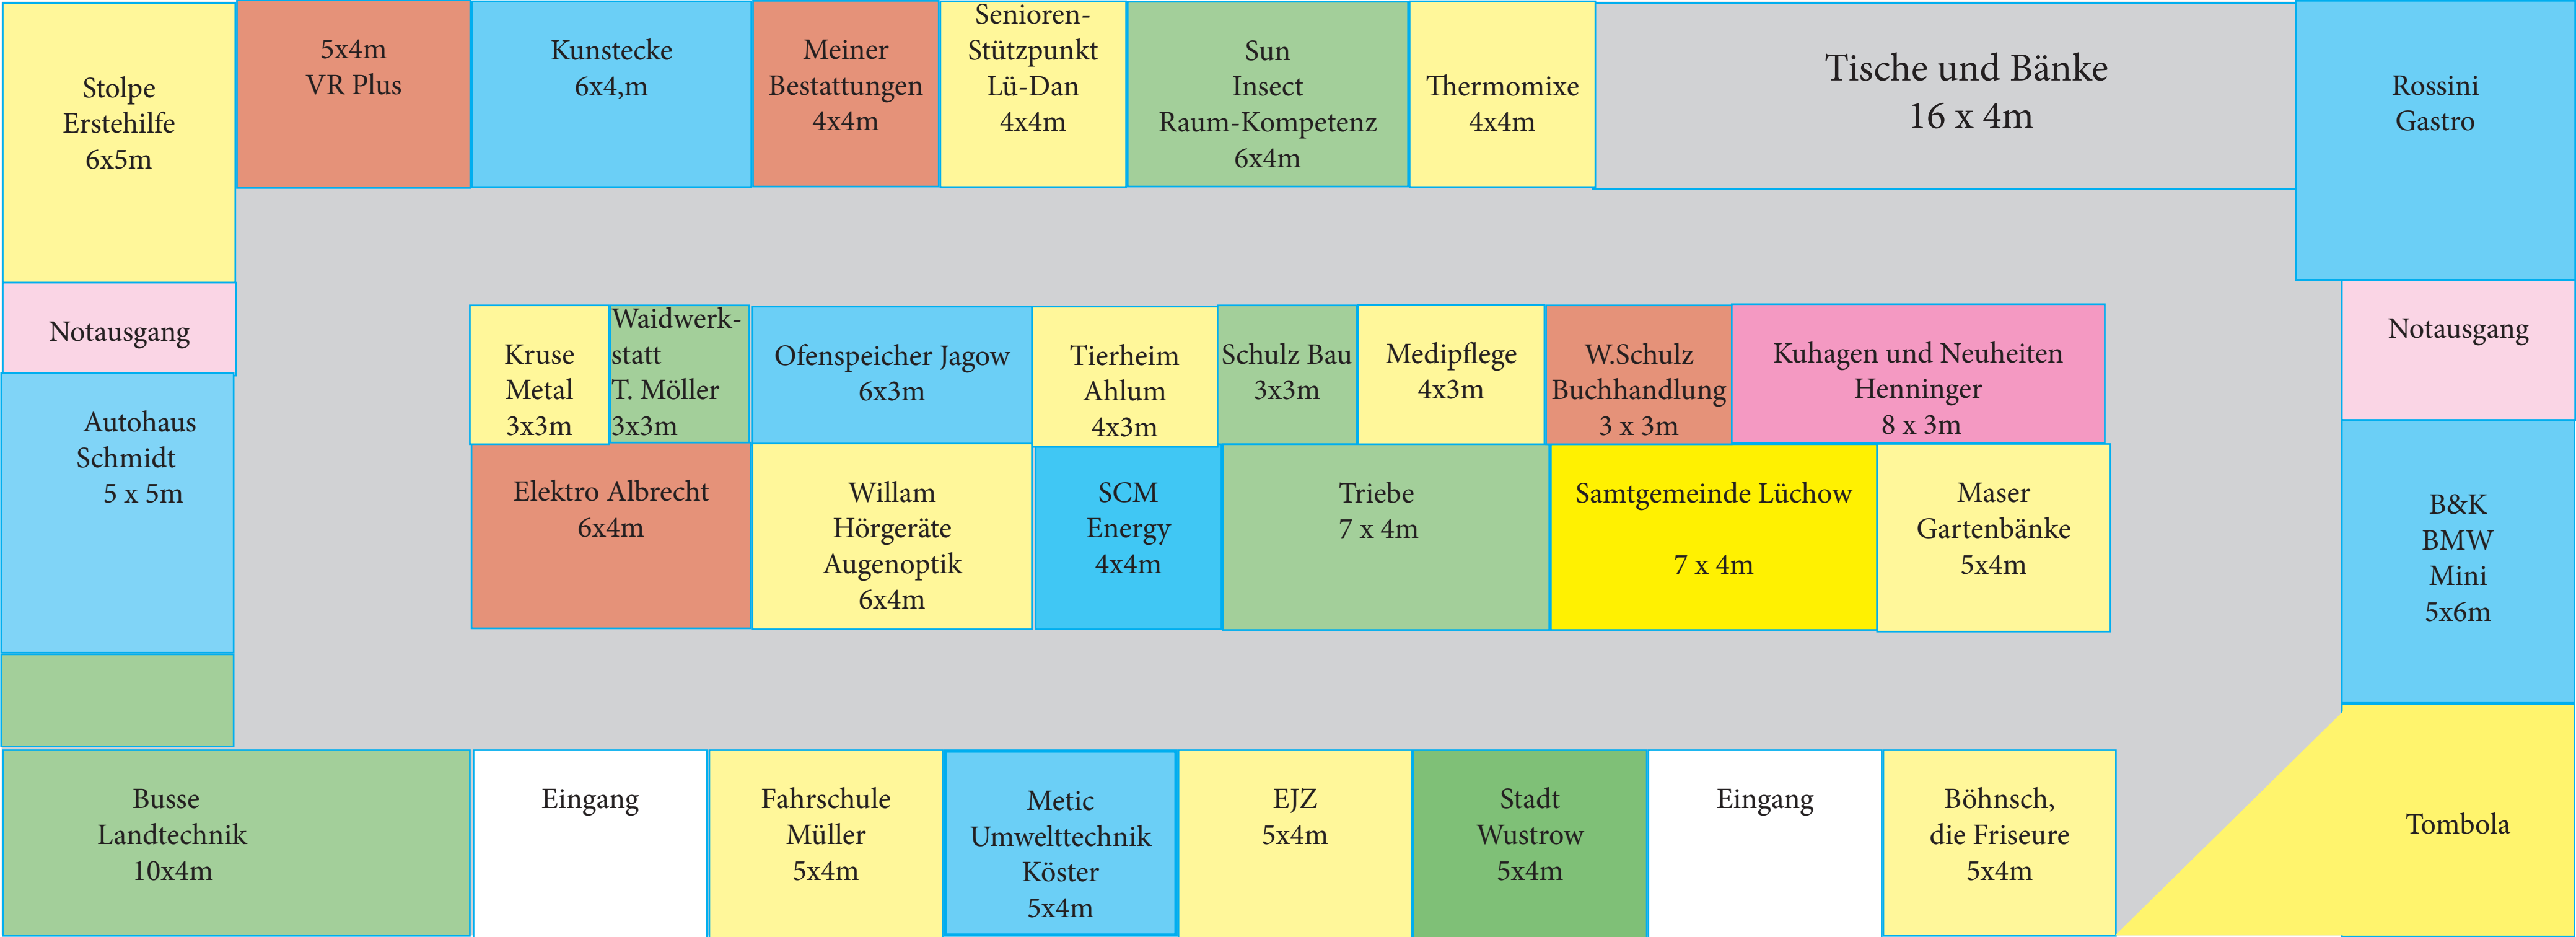 Stolpe
Erstehilfe
6x5m
5x4m
VR Plus
Kunstecke
6x4,m
Meiner
Bestattungen
4x4m
Senioren-
Stützpunkt
Lü-Dan
4x4m
Sun
Insect
Raum-Kompetenz
6x4m
Thermomixe
4x4m
Tische und Bänke
16 x 4m
Rossini
Gastro
Notausgang
Kruse
Metal
3x3m
Waidwerk-
statt
T. Möller
3x3m
Ofenspeicher Jagow
6x3m
Tierheim
Ahlum
4x3m
Schulz Bau
3x3m
Medipflege
4x3m
W.Schulz
Buchhandlung
3 x 3m
Kuhagen und Neuheiten
Henninger
8 x 3m
Notausgang
Autohaus
Schmidt
5 x 5m
Elektro Albrecht
6x4m
Willam
Hörgeräte
Augenoptik
6x4m
SCM
Energy
4x4m
Triebe
7 x 4m
Samtgemeinde Lüchow
7 x 4m
Maser
Gartenbänke
5x4m
B&K
BMW
Mini
5x6m
Busse
Landtechnik
10x4m
Eingang
Fahrschule
Müller
5x4m
Metic
Umwelttechnik
Köster
5x4m
EJZ
5x4m
Stadt
Wustrow
5x4m
Eingang
Böhnsch,
die Friseure
5x4m
Tombola